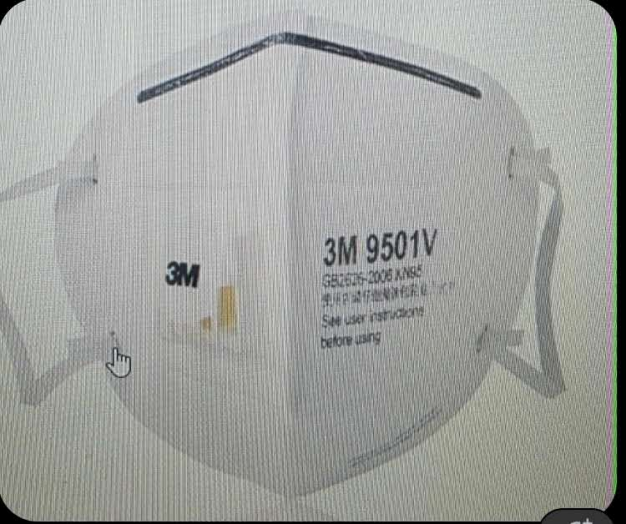 3M
3M 9501V
GB2626-2006 KN95
See user instructions
before using